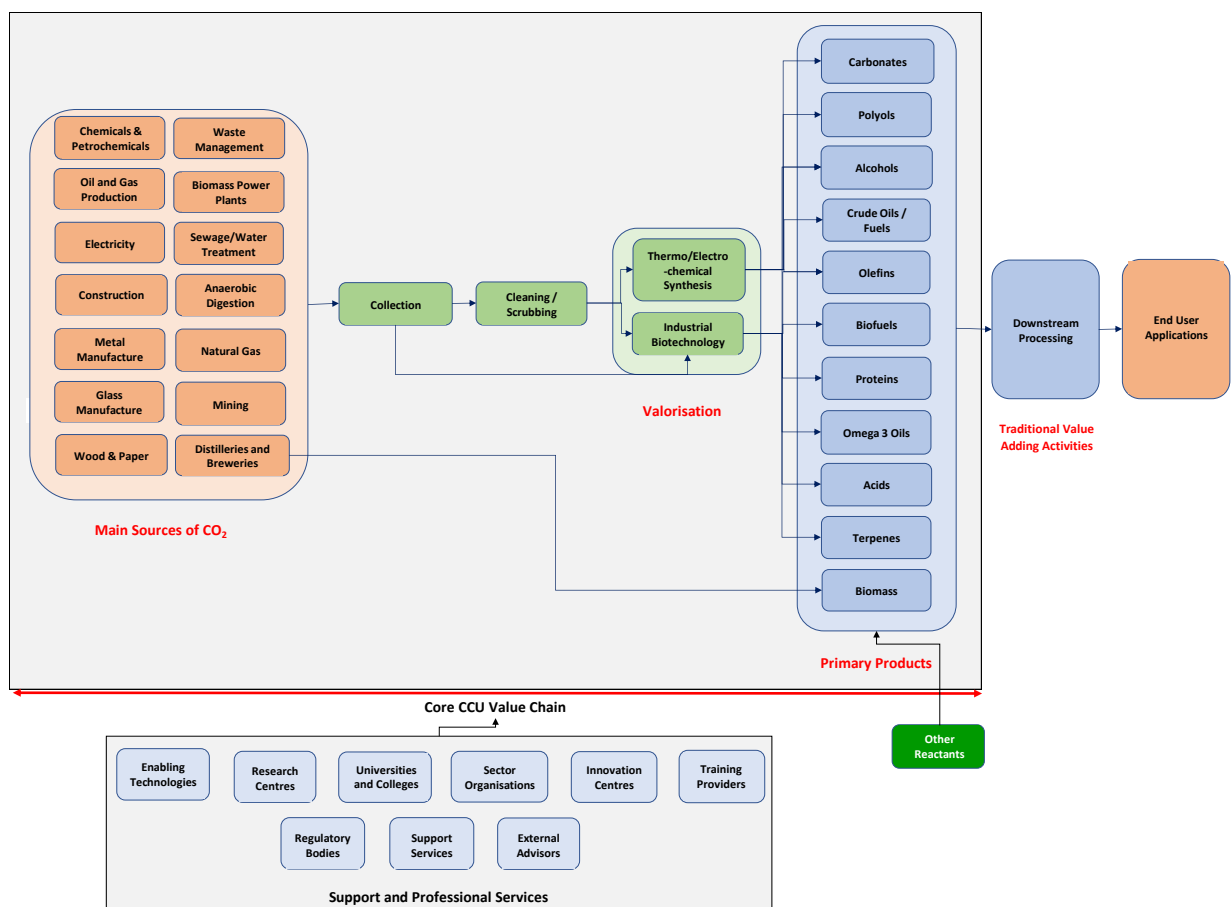 Chemicals &
Petrochemicals
Waste
Management
Oil and Gas
Production
Biomass Power
Plants
Electricity
Sewage/Water
Treatment
Construction
Anaerobic
Digestion
Metal
Manufacture
Natural Gas
Glass
Manufacture
Mining
Wood & Paper
Distilleries and
Breweries
Main Sources of CO₂
Collection
Cleaning /
Scrubbing
Thermo/Electro
-chemical
Synthesis
Industrial
Biotechnology
Valorisation
Carbonates
Polyols
Alcohols
Crude Oils /
Fuels
Olefins
Biofuels
Proteins
Omega 3 Oils
Acids
Terpenes
Biomass
Primary Products
Downstream
Processing
Traditional Value
Adding Activities
End User
Applications
Core CCU Value Chain
Other
Reactants
Enabling
Technologies
Research
Centres
Universities
and Colleges
Sector
Organisations
Innovation
Centres
Training
Providers
Regulatory
Bodies
Support
Services
External
Advisors
Support and Professional Services